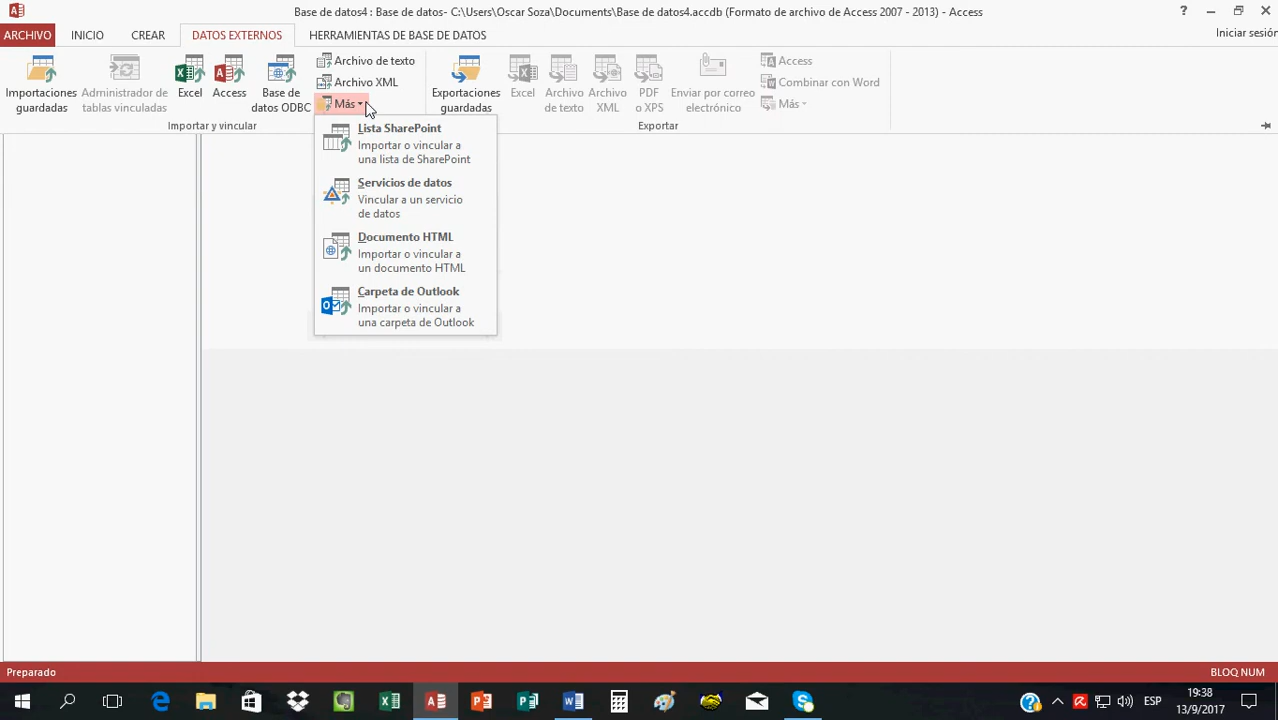 Base de datos4 : Base de datos- C:\Users\Oscar Soza\Documents\Base de datos4.accdb (Formato de archivo de Access 2007 - 2013) - Access
ARCHIVO INICIO CREAR DATOS EXTERNOS HERRAMIENTAS DE BASE DE DATOS
Iniciar sesión
Importaciones guardadas
Administrador de tablas vinculadas
Excel
Access
Base de datos ODBC
Archivo de texto
Archivo XML
Más
Importar y vincular
Exportaciones guardadas
Excel
Archivo de texto
Archivo XML
PDF o XPS
Enviar por correo electrónico
Access
Combinar con Word
Más
Exportar
Lista SharePoint
Importar o vincular a
una lista de SharePoint
Servicios de datos
Vincular a un servicio
de datos
Documento HTML
Importar o vincular a
un documento HTML
Carpeta de Outlook
Importar o vincular a
una carpeta de Outlook
Preparado
BLOQ NUM
ESP
19:38
13/9/2017